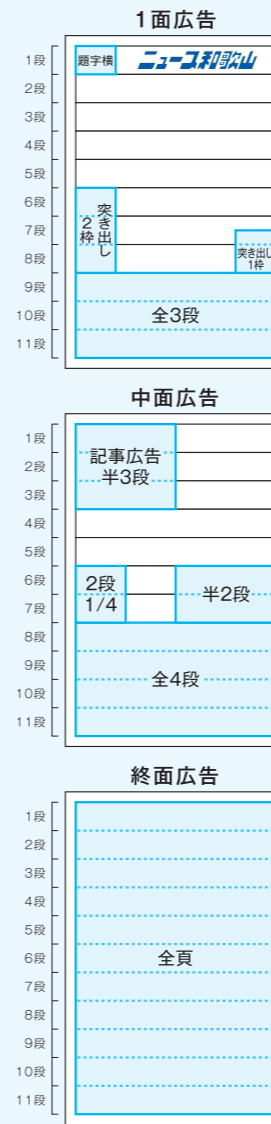 1面広告
1段
題字横
ニュース和歌山
2段
3段
4段
5段
6段
7段
8段
突き出し
2枠
突き出し
1枠
9段
10段
全3段
11段
中面広告
1段
2段
3段
記事広告
半3段
4段
5段
6段
7段
2段
1/4
半2段
8段
9段
10段
全4段
11段
終面広告
1段
2段
3段
4段
5段
6段
全頁
7段
8段
9段
10段
11段